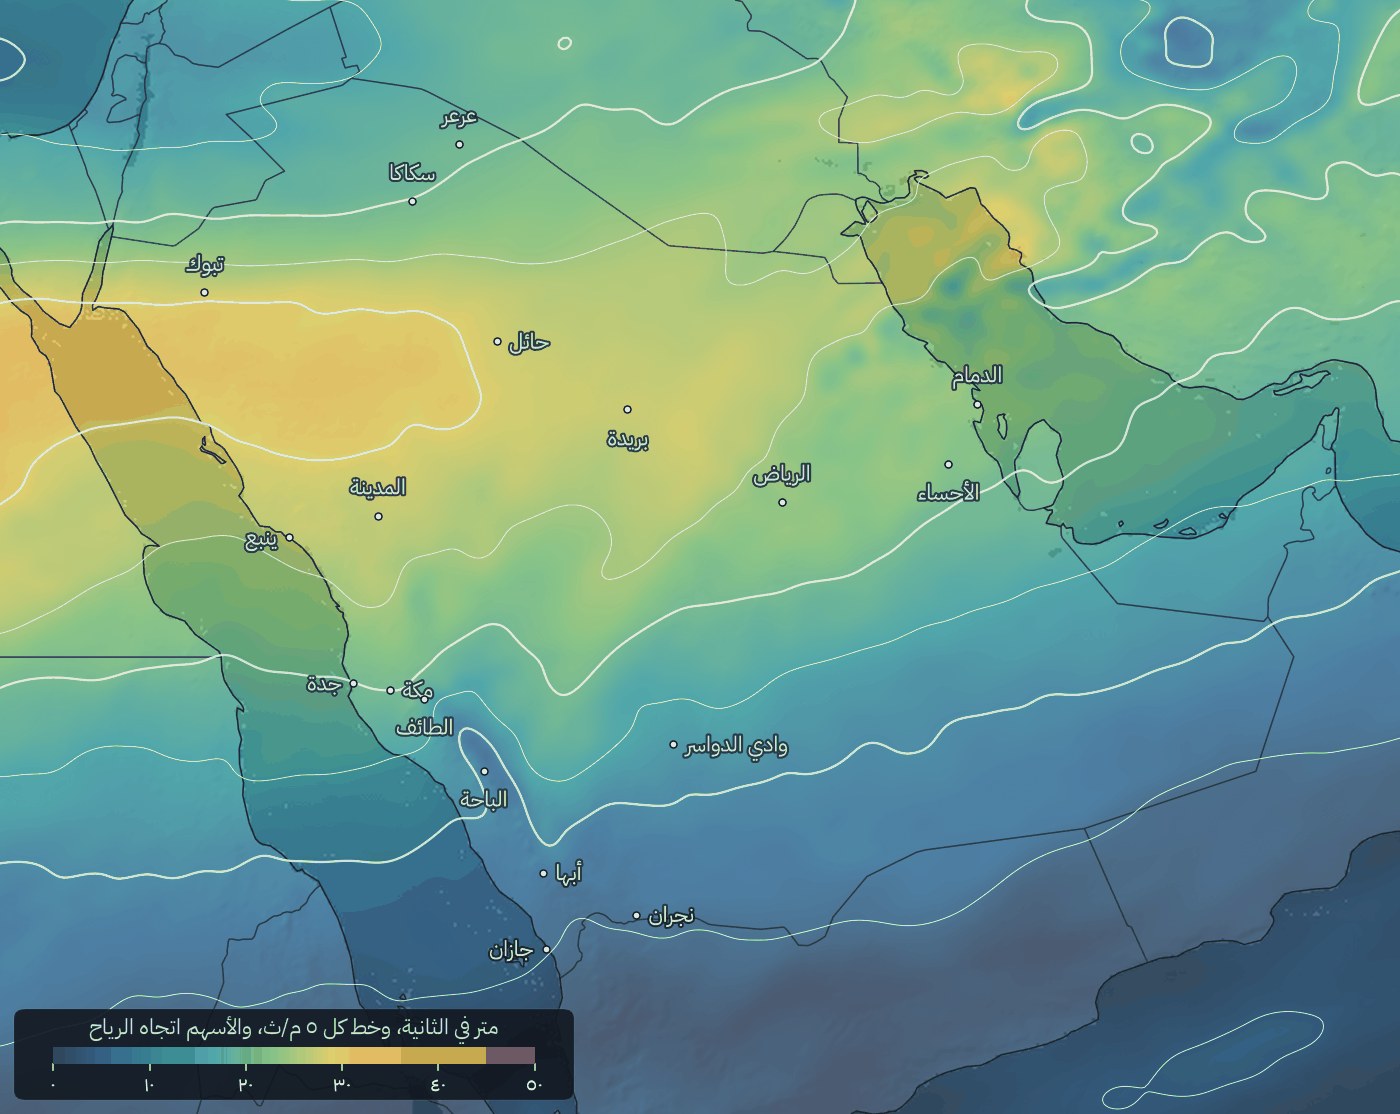 عرعر
سكاكا
تبوك
حائل
الدمام
بريدة
الرياض
المدينة
الأحساء
ينبع
جدة
مكة
الطائف
وادي الدواسر
الباحة
أبها
نجران
جازان
متر في الثانية، وخط كل ٥ م/ث، والأسهم اتجاه الرياح
٠ ١٠ ٢٠ ٣٠ ٤٠ ٥٠